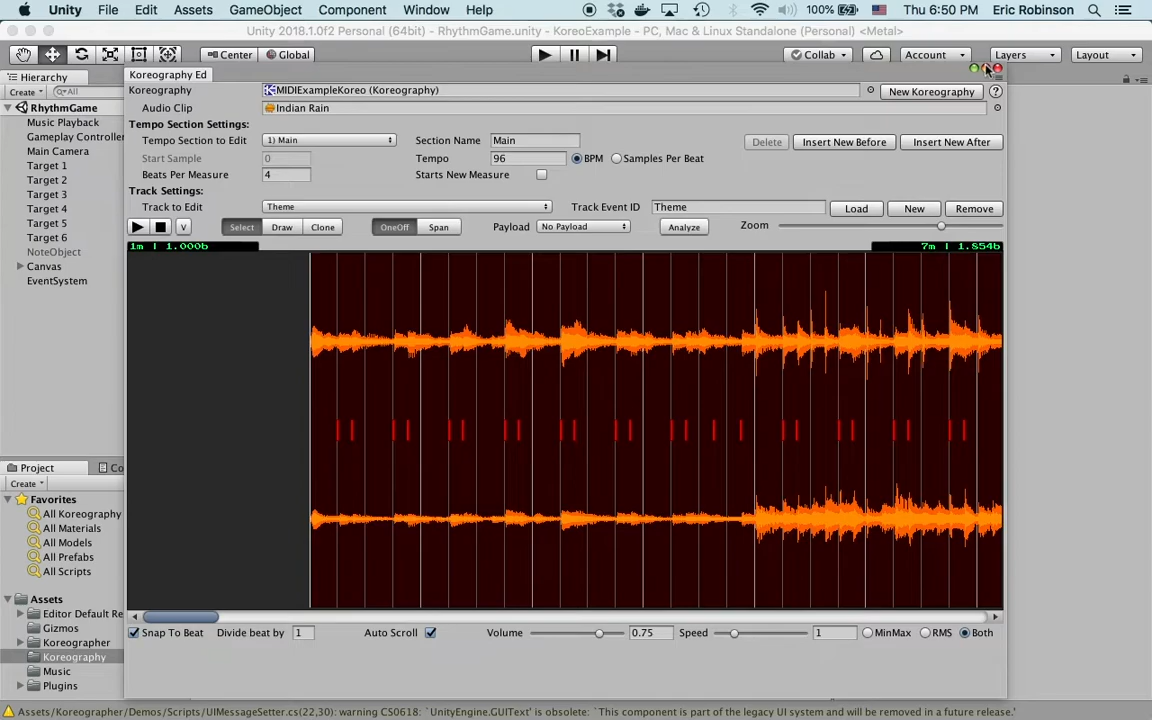 Unity File Edit Assets GameObject Component Window Help 100% Thu 6:50 PM Eric Robinson
Unity 2018.1.0f2 Personal (64bit) - RhythmGame.unity - KoreoExample - PC, Mac & Linux Standalone (Personal) <Metal>
Center Global Collab Account Layers Layout
Hierarchy
Create All
RhythmGame
Music Playback
Gameplay Controller
Main Camera
Target 1
Target 2
Target 3
Target 4
Target 5
Target 6
NoteObject
Canvas
EventSystem
Koreography Ed
Koreography MIDIExampleKoreo (Koreography) New Koreography ?
Audio Clip Indian Rain
Tempo Section Settings:
Tempo Section to Edit 1) Main Section Name Main Delete Insert New Before Insert New After
Start Sample 0 Tempo 96 BPM Samples Per Beat
Beats Per Measure 4 Starts New Measure
Track Settings:
Track to Edit Theme Track Event ID Theme Load New Remove
V Select Draw Clone OneOff Span Payload No Payload Analyze Zoom
1m | 1.000b 7m | 1.854b
Snap To Beat Divide beat by 1 Auto Scroll Volume 0.75 Speed 1 MinMax RMS Both
Project Co
Create
Favorites
All Koreography
All Materials
All Models
All Prefabs
All Scripts
Assets
Editor Default Re
Gizmos
Koreographer
Koreography
Music
Plugins
Assets/Koreographer/Demos/Scripts/UIMessageSetter.cs(22,30): warning CS0618: `UnityEngine.GUIText' is obsolete: `This component is part of the legacy UI system and will be removed in a future release.'